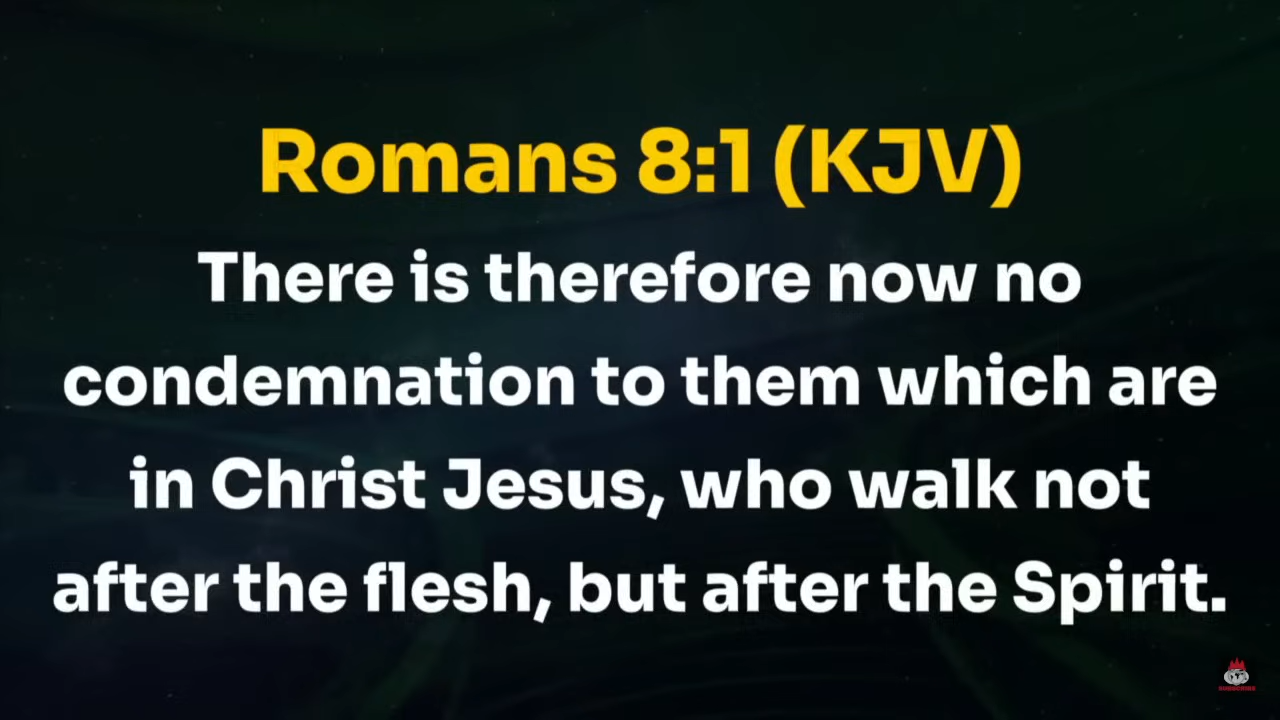 Romans 8:1 (KJV)
There is therefore now no
condemnation to them which are
in Christ Jesus, who walk not
after the flesh, but after the Spirit.
SUBSCRIBE